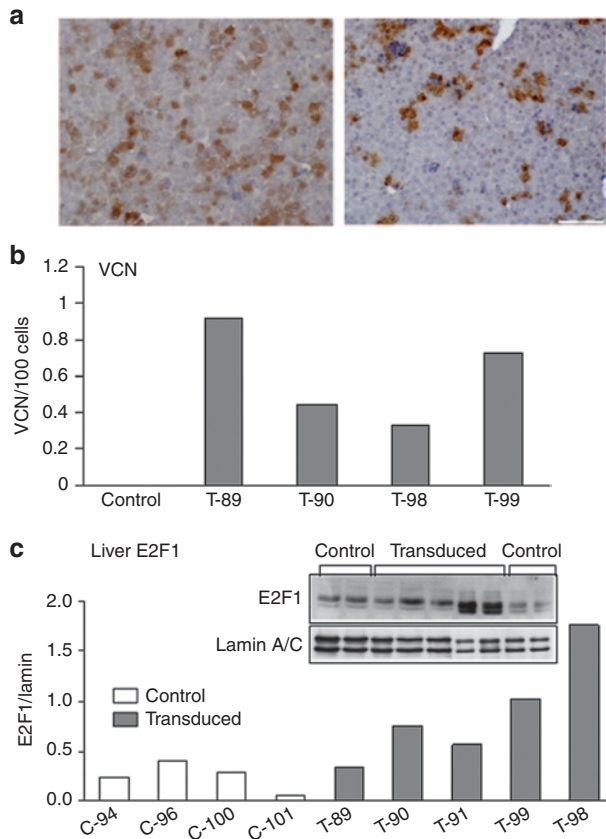 a
b
VCN
VCN/100 cells
1.2
1
0.8
0.6
0.4
0.2
0
Control T-89 T-90 T-98 T-99
c
Liver E2F1
Control Transduced Control
E2F1
Lamin A/C
E2F1/lamin
2.0
1.5
1.0
0.5
0.0
Control
Transduced
C-94 C-96 C-100 C-101 T-89 T-90 T-91 T-99 T-98